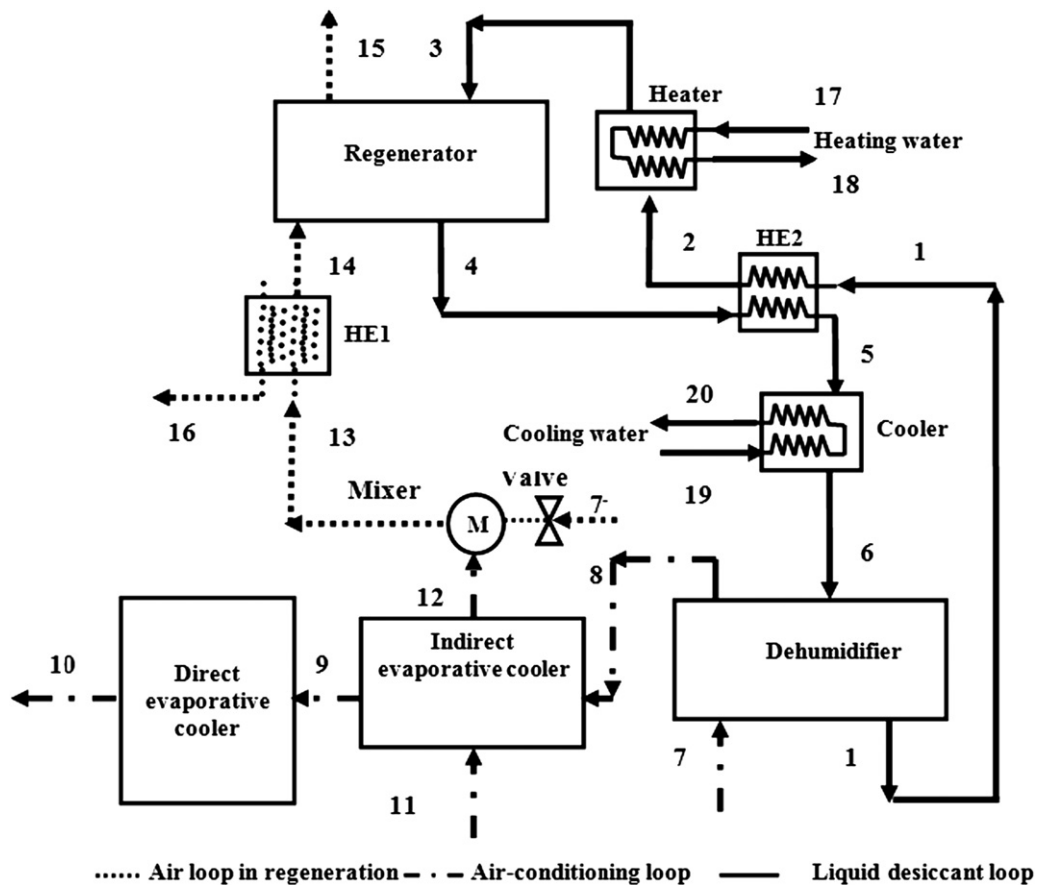 15
3
Heater
17
Regenerator
Heating water
18
14
4
2
HE2
1
HE1
5
20
16
13
Cooling water
Cooler
Valve
19
Mixer
7-
M
6
8
12
10
9
Indirect
evaporative cooler
Dehumidifier
Direct
evaporative
cooler
7
1
11
Air loop in regeneration
Air-conditioning loop
Liquid desiccant loop